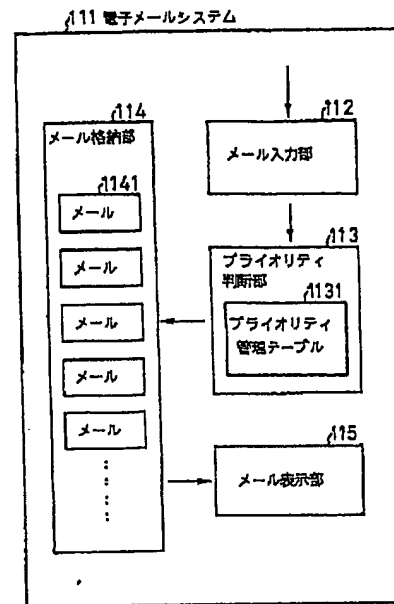 111 電子メールシステム
114
メール格納部
1141
メール
メール
メール
メール
メール
112
メール入力部
113
プライオリティ
判断部
1131
プライオリティ
管理テーブル
115
メール表示部